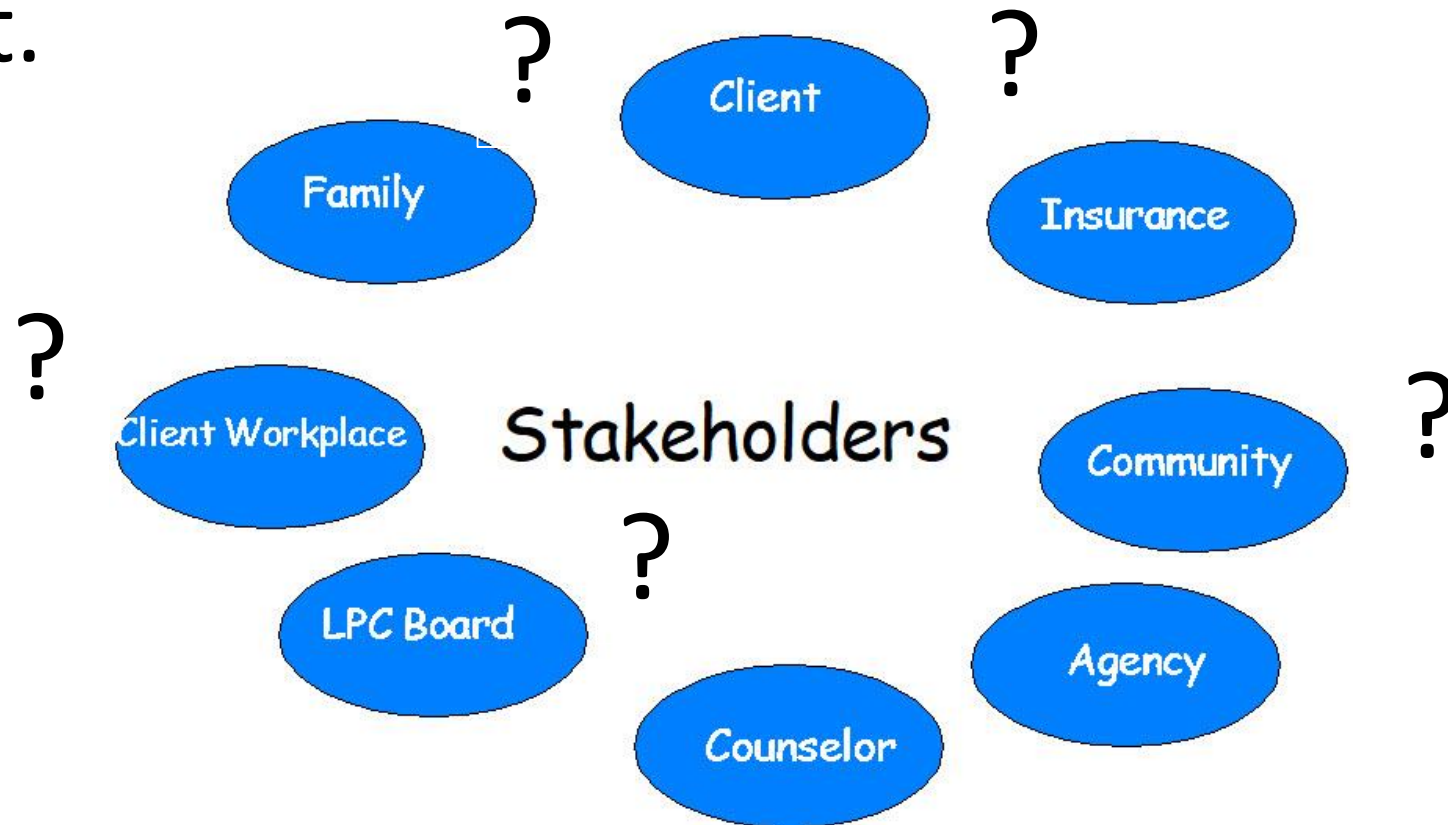 t.
?
?
Client
Family
Insurance
?
?
Client Workplace
Stakeholders
Community
?
LPC Board
Agency
Counselor